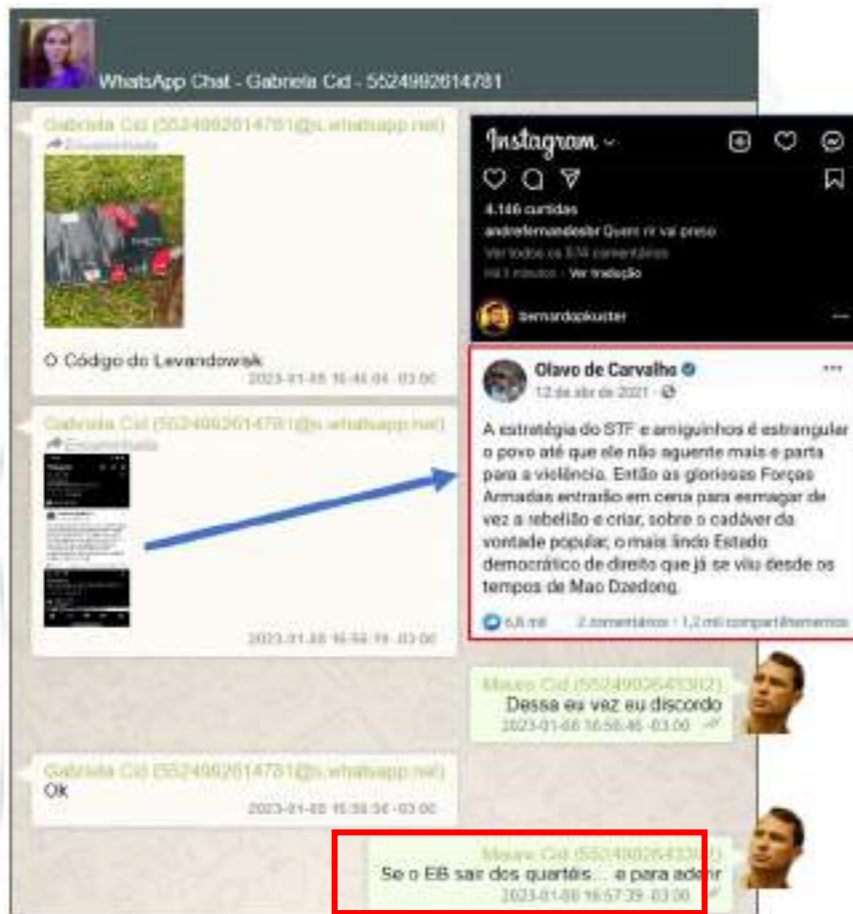 WhatsApp Chat - Gabriela Cid - 5524992614781
Gabriela Cid (5524992614781@s.whatsapp.net)
Encaminhada
O Código do Levandowisk
2023-01-08 16:46:04 -03:00
Gabriela Cid (5524992614781@s.whatsapp.net)
Encaminhada
2023-01-08 16:56:19 -03:00
Instagram
4.146 curtidas
andrefernandesbr Quem rir vai preso
Ver todos os 574 comentários
Há 5 minutos · Ver tradução
bernardopkuster
Olavo de Carvalho
12 de abr de 2021 ·
A estratégia do STF e amiguinhos é estrangular
o povo até que ele não aguente mais e parta
para a violência. Então as gloriosas Forças
Armadas entrarão em cena para esmagar de
vez a rebelião e criar, sobre o cadáver da
vontade popular, o mais lindo Estado
democrático de direito que já se viu desde os
tempos de Mao Dzedong.
6,8 mil 2 comentários · 1,2 mil compartilhamentos
Mauro Cid (5524992643302)
Dessa eu vez eu discordo
2023-01-08 16:56:46 -03:00
Gabriela Cid (5524992614781@s.whatsapp.net)
Ok
2023-01-08 16:56:56 -03:00
Mauro Cid (5524992643302)
Se o EB sair dos quartéis... e para aderir
2023-01-08 16:57:39 -03:00